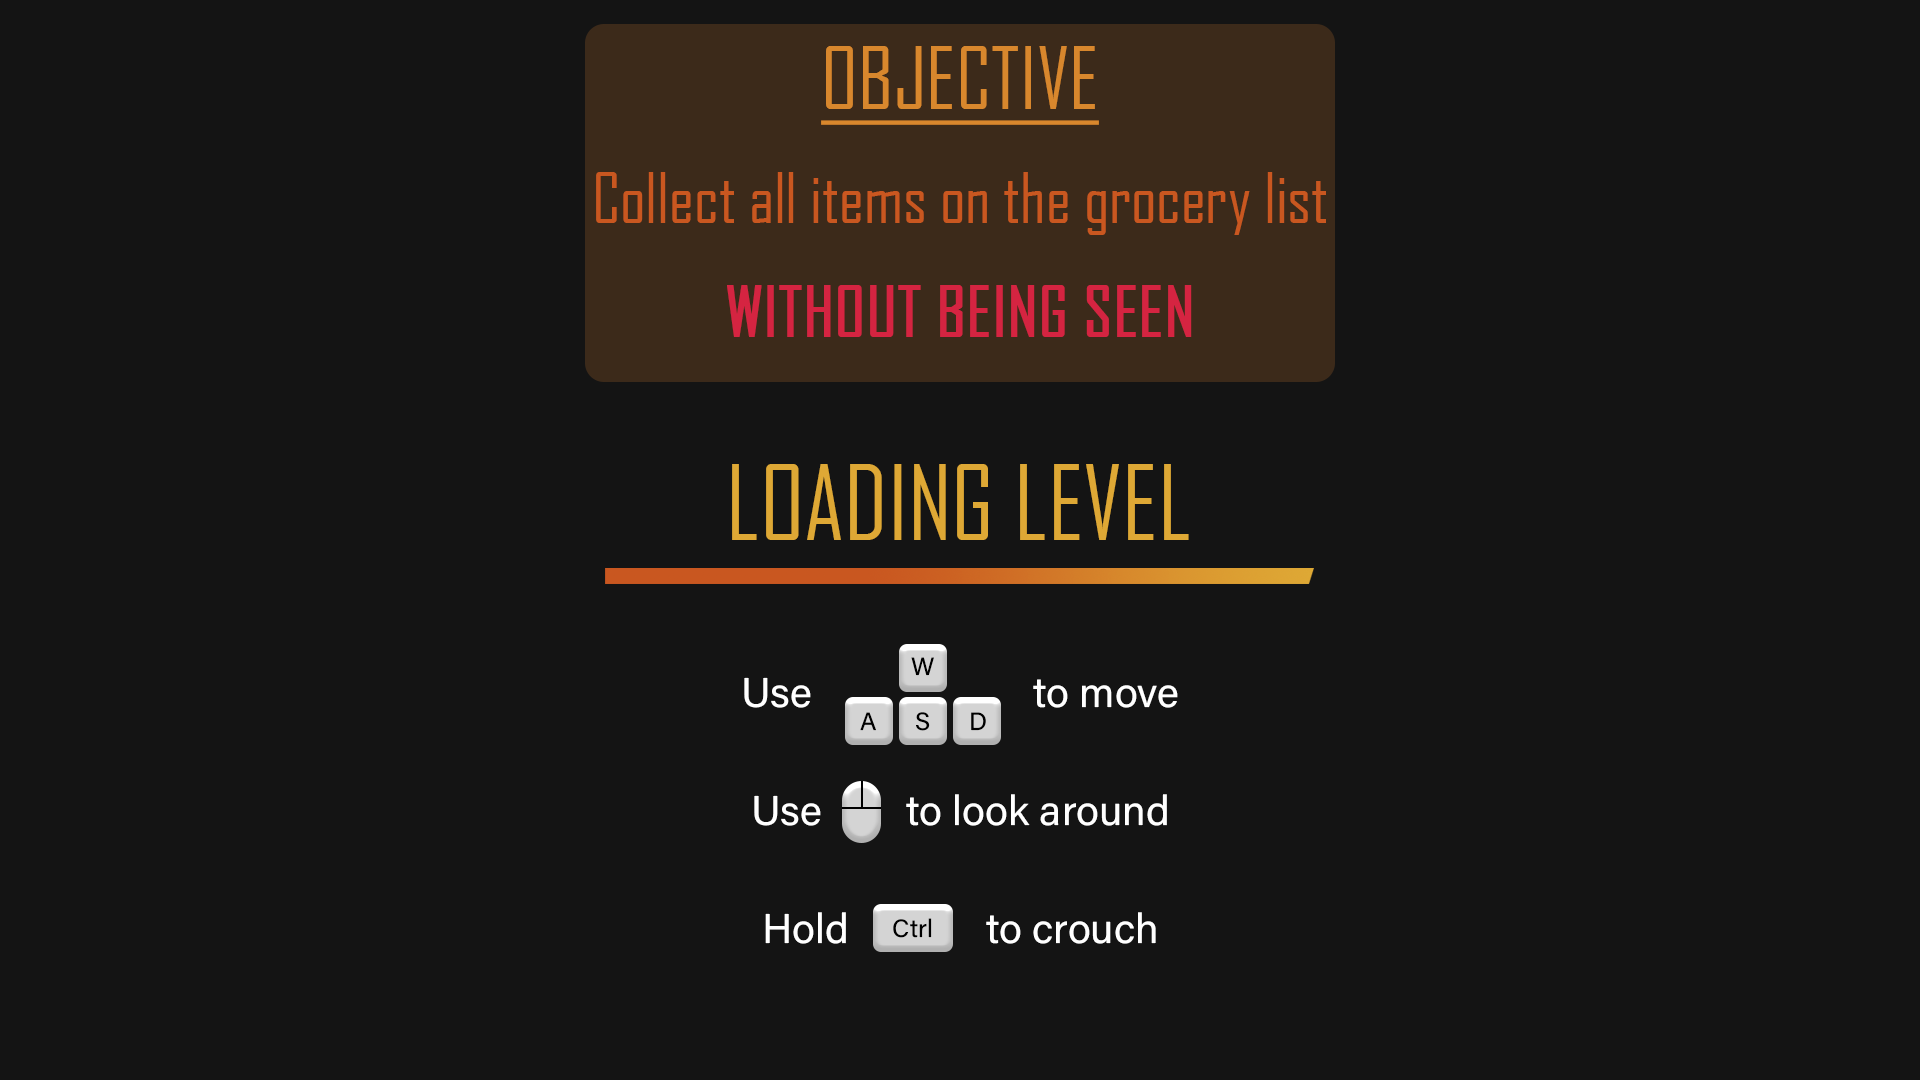 OBJECTIVE
Collect all items on the grocery list
WITHOUT BEING SEEN
LOADING LEVEL
W
Use A S D to move
Use to look around
Hold Ctrl to crouch